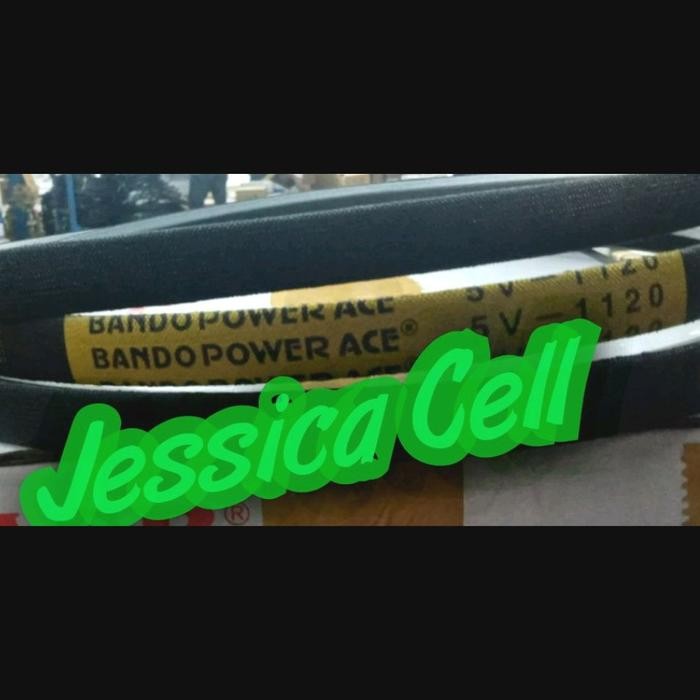 BANDO POWER ACE 5V-1120
BANDO POWER ACE® 5V-1120
Jessica Cell
®